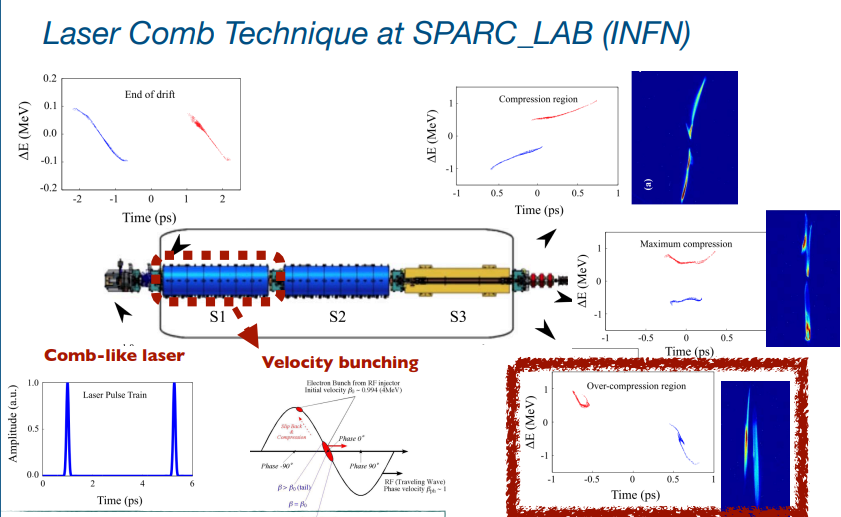 Laser Comb Technique at SPARC_LAB (INFN)
0.2
0.1
0.0
-0.1
-0.2
ΔE (MeV)
End of drift
-2 -1 0 1 2
Time (ps)
1
0
-1
ΔE (MeV)
Compression region
-1 -0.5 0 0.5 1
Time (ps)
(a)
1
0
-1
ΔE (MeV)
Maximum compression
-1 -0.5 0 0.5
Time (ps)
S1 S2 S3
Comb-like laser
Velocity bunching
1.0
0.5
0.0
Amplitude (a.u.)
Laser Pulse Train
0 2 4 6
Time (ps)
Electron Bunch from RF injector
Initial velocity β₀ ~ 0.994 (4MeV)
Slip Back
&
Compression
Phase 0°
Phase -90°
Phase 90°
β > β₀ (tail)
β = β₀
RF (Traveling Wave)
Phase velocity βph ~ 1
1
0
-1
ΔE (MeV)
Over-compression region
-1 -0.5 0 0.5 1
Time (ps)